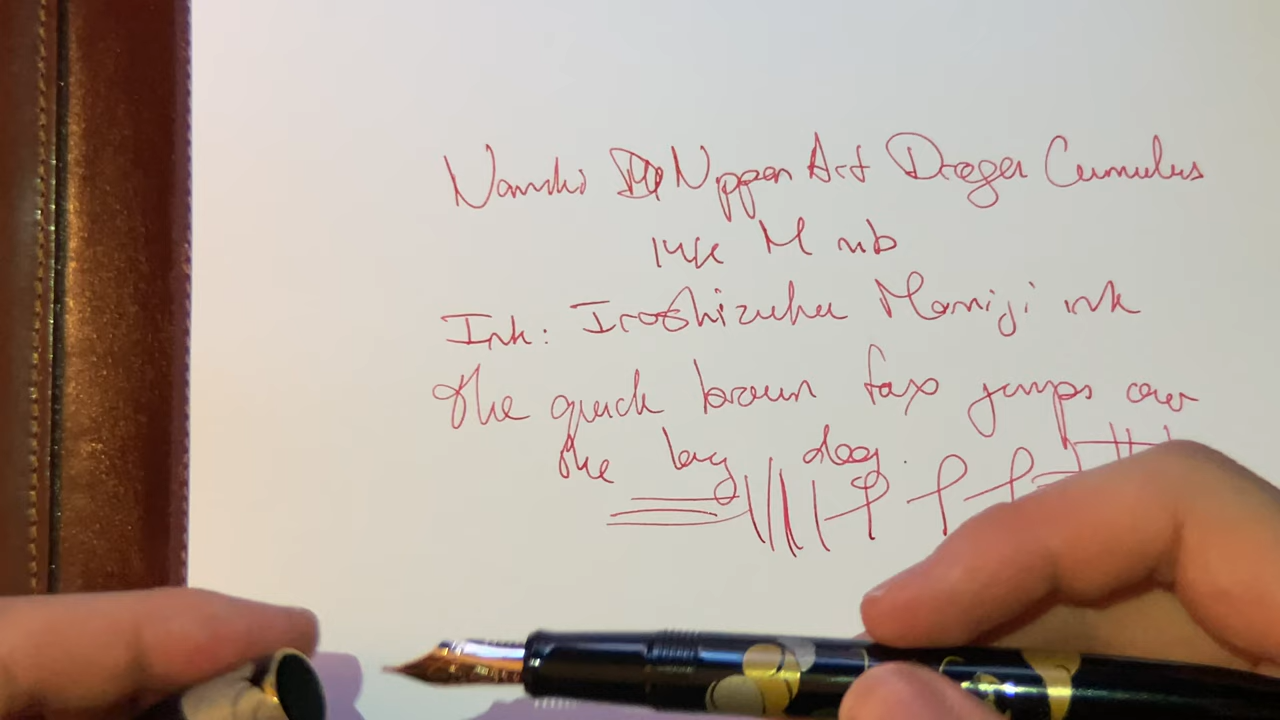 Namiki Nippon Art Dragon Cumulus
14k M nib
Ink: Iroshizuku Momiji ink
the quick brown fox jumps over
the lazy dog.